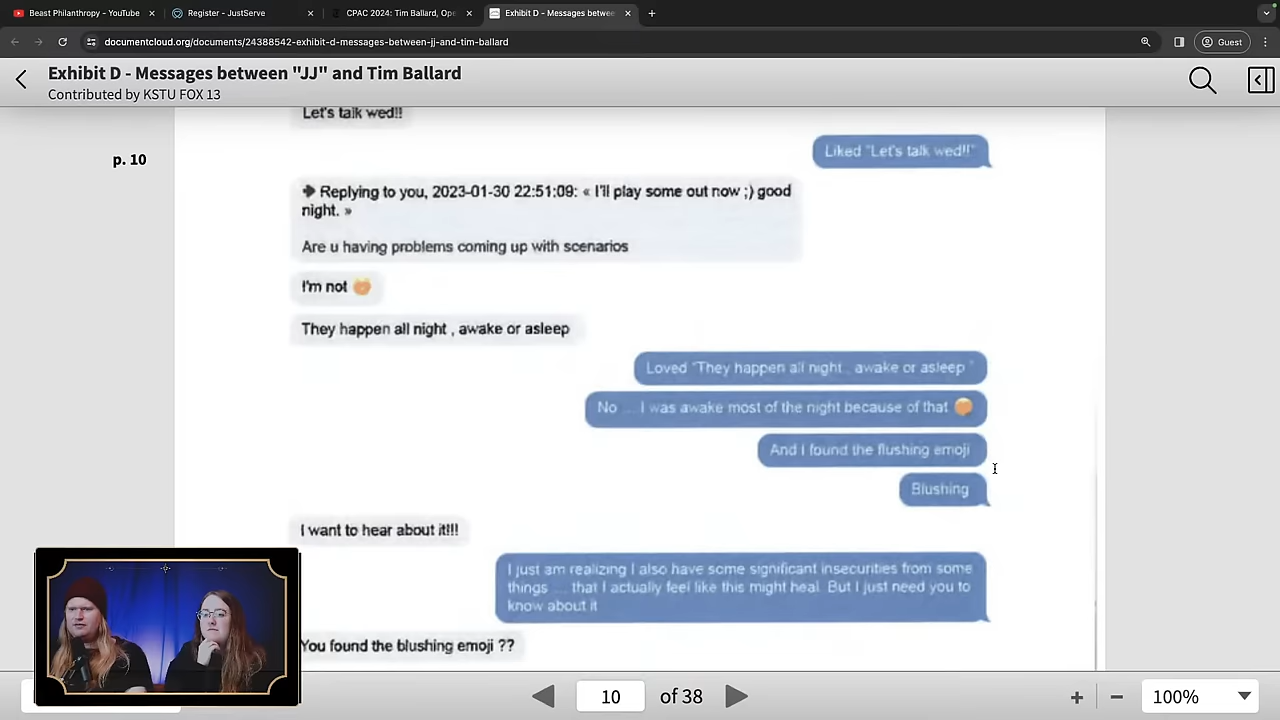 Beast Philanthropy - YouTube
Register - JustServe
CPAC 2024: Tim Ballard, Ope
Exhibit D - Messages betwee
documentcloud.org/documents/24388542-exhibit-d-messages-between-jj-and-tim-ballard
Guest
Exhibit D - Messages between "JJ" and Tim Ballard
Contributed by KSTU FOX 13
p. 10
Let's talk wed!!
Liked "Let's talk wed!!"
Replying to you, 2023-01-30 22:51:09: « I'll play some out now ;) good
night. »
Are u having problems coming up with scenarios
I'm not
They happen all night , awake or asleep
Loved "They happen all night , awake or asleep "
No ... I was awake most of the night because of that
And I found the flushing emoji
Blushing
I want to hear about it!!!
I just am realizing I also have some significant insecurities from some
things ... that I actually feel like this might heal. But I just need you to
know about it
You found the blushing emoji ??
10 of 38
100%